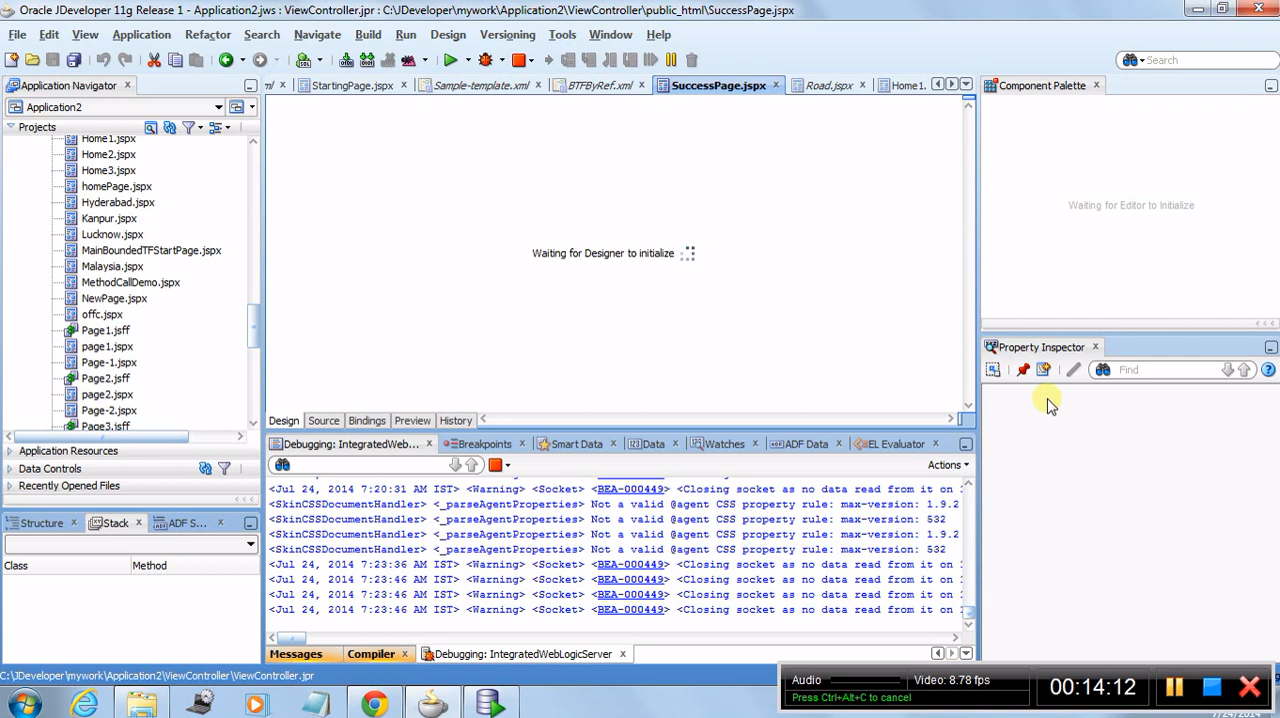 Oracle JDeveloper 11g Release 1 - Application2.jws : ViewController.jpr : C:\JDeveloper\mywork\Application2\ViewController\public_html\SuccessPage.jspx
File Edit View Application Refactor Search Navigate Build Run Design Versioning Tools Window Help
Search
Application Navigator
StartingPage.jspx Sample-template.xml BTFByRef.xml SuccessPage.jspx Road.jspx Home1.
Component Palette
Application2
Projects
Home1.jspx
Home2.jspx
Home3.jspx
homePage.jspx
Hyderabad.jspx
Kanpur.jspx
Lucknow.jspx
MainBoundedTFStartPage.jspx
Malaysia.jspx
MethodCallDemo.jspx
NewPage.jspx
offc.jspx
Page1.jsff
page1.jspx
Page-1.jspx
Page2.jsff
page2.jspx
Page-2.jspx
Page3.jsff
Waiting for Designer to initialize
Waiting for Editor to Initialize
Property Inspector
Find
Design Source Bindings Preview History
Application Resources
Data Controls
Recently Opened Files
Debugging: IntegratedWeb... Breakpoints Smart Data Data Watches ADF Data EL Evaluator
Actions
<Jul 24, 2014 7:20:31 AM IST> <Warning> <Socket> <BEA-000449> <Closing socket as no data read from it on
<SkinCSSDocumentHandler> <_parseAgentProperties> Not a valid @agent CSS property rule: max-version: 1.9.2
<SkinCSSDocumentHandler> <_parseAgentProperties> Not a valid @agent CSS property rule: max-version: 532
<SkinCSSDocumentHandler> <_parseAgentProperties> Not a valid @agent CSS property rule: max-version: 1.9.2
<SkinCSSDocumentHandler> <_parseAgentProperties> Not a valid @agent CSS property rule: max-version: 532
<Jul 24, 2014 7:23:36 AM IST> <Warning> <Socket> <BEA-000449> <Closing socket as no data read from it on
<Jul 24, 2014 7:23:46 AM IST> <Warning> <Socket> <BEA-000449> <Closing socket as no data read from it on
<Jul 24, 2014 7:23:46 AM IST> <Warning> <Socket> <BEA-000449> <Closing socket as no data read from it on
<Jul 24, 2014 7:23:46 AM IST> <Warning> <Socket> <BEA-000449> <Closing socket as no data read from it on
Structure Stack ADF S...
Class Method
Messages Compiler Debugging: IntegratedWebLogicServer
C:\JDeveloper\mywork\Application2\ViewController\ViewController.jpr
Audio Video: 8.78 fps
Press Ctrl+Alt+C to cancel
00:14:12